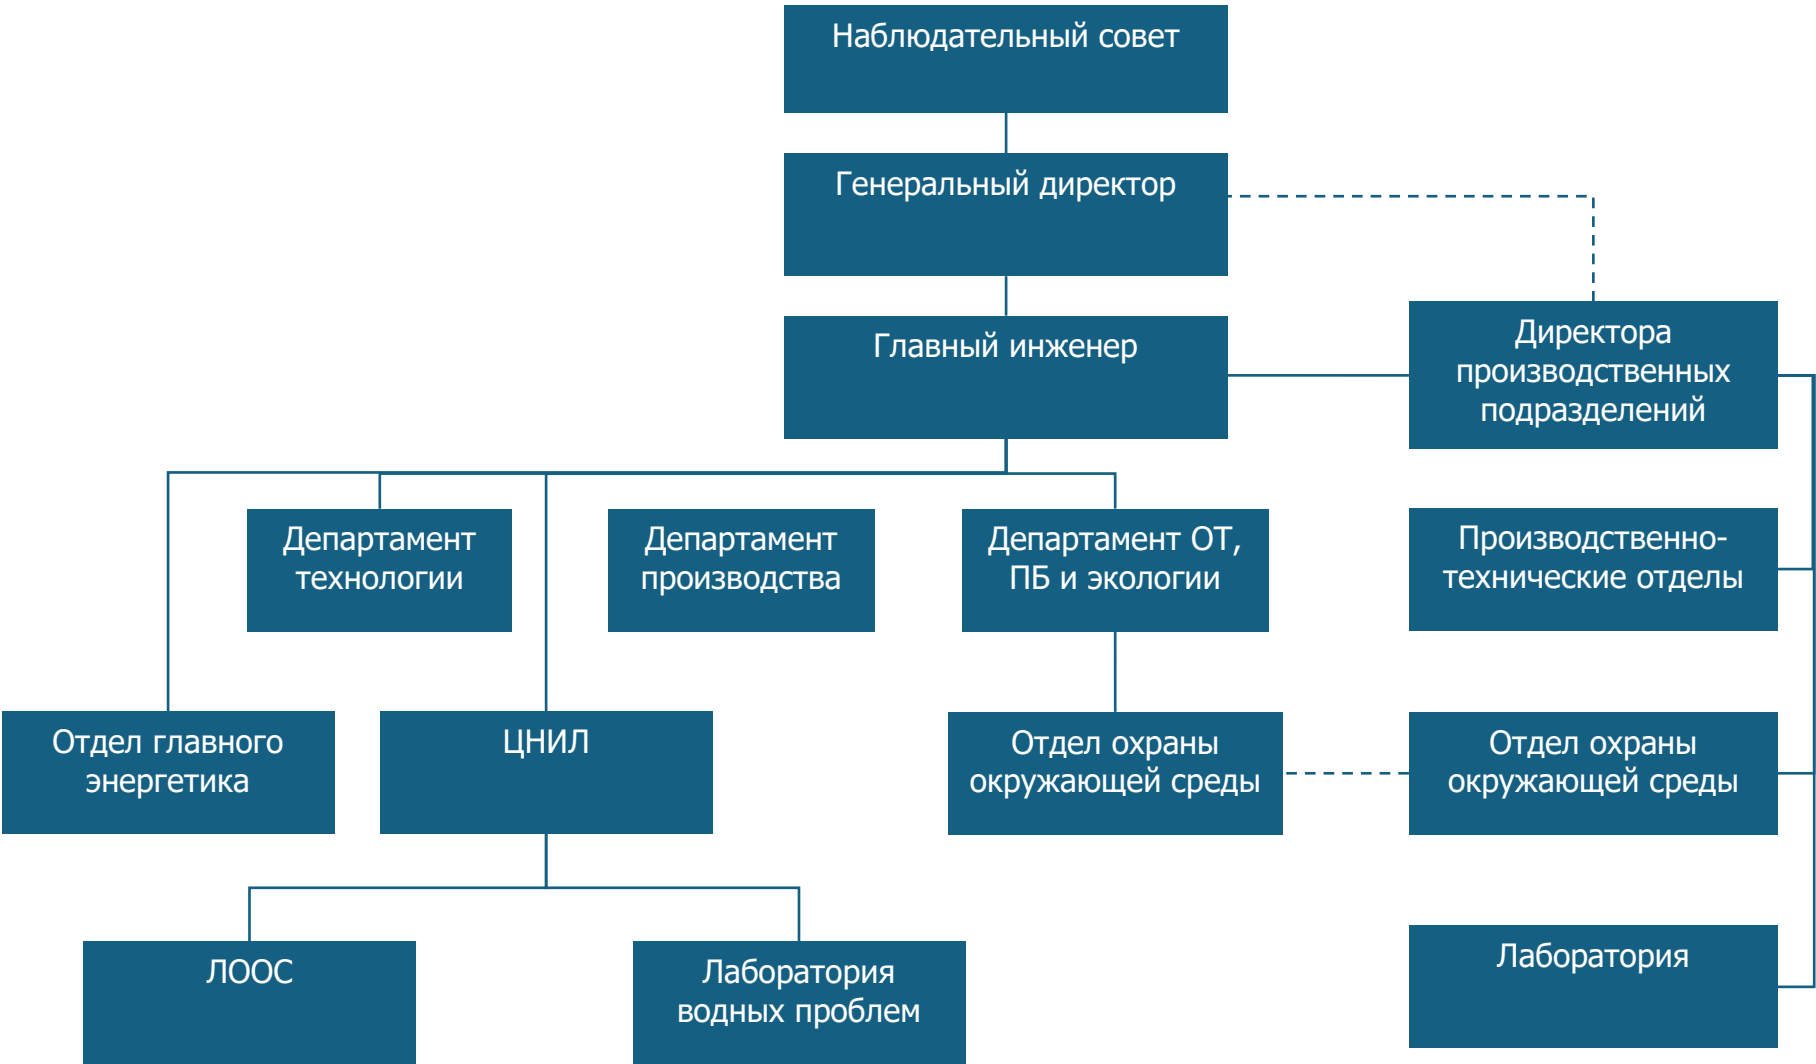 Наблюдательный совет
Генеральный директор
Главный инженер
Директора
производственных
подразделений
Департамент
технологии
Департамент
производства
Департамент ОТ,
ПБ и экологии
Производственно-
технические отделы
Отдел главного
энергетика
ЦНИЛ
Отдел охраны
окружающей среды
Отдел охраны
окружающей среды
ЛООС
Лаборатория
водных проблем
Лаборатория